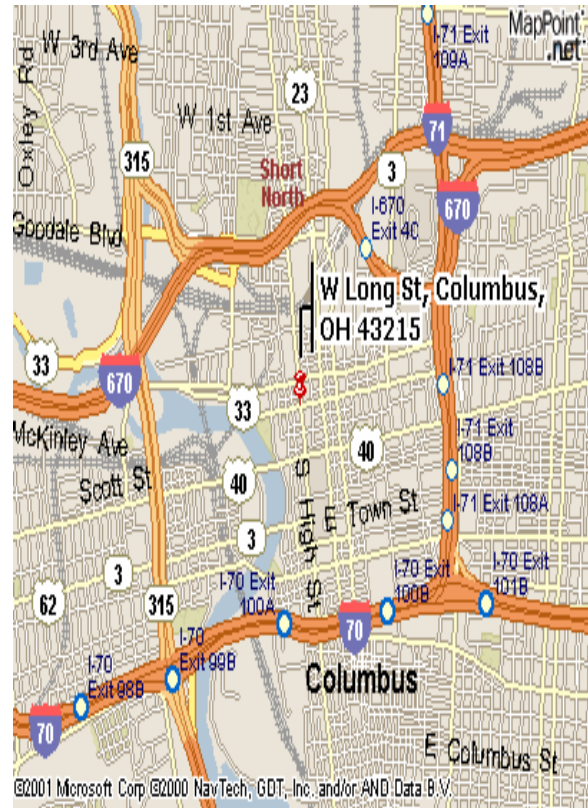 I-71 Exit
109A
MapPoint
.net
W 3rd Ave
Oxley Rd
23
W 1st Ave
71
315
3
Short
North
670
I-670
Exit 4C
Goodale Blvd
W Long St, Columbus,
OH 43215
33
670
I-71 Exit 108B
33
McKinley Ave
I-71 Exit
108B
40
Scott St
40
S High St
E Town St
I-71 Exit 108A
3
3
62
315
I-70 Exit
100A
I-70 Exit
100B
I-70 Exit
101B
70
I-70
Exit 99B
I-70
Exit 98B
Columbus
70
E Columbus St
©2001 Microsoft Corp ©2000 NavTech, GDT, Inc. and/or AND Data B.V.